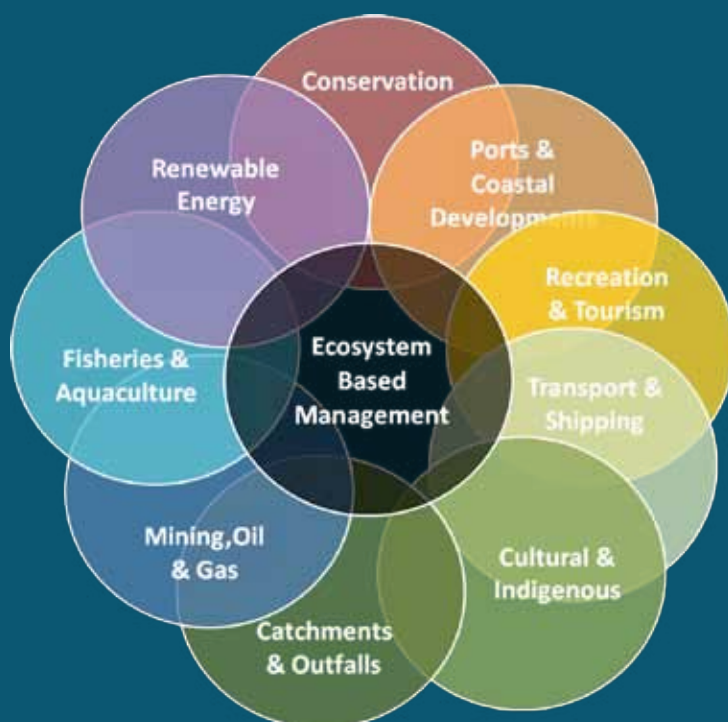 Conservation
Ports &
Coastal
Developments
Recreation
& Tourism
Transport &
Shipping
Cultural &
Indigenous
Catchments
& Outfalls
Mining,Oil
& Gas
Fisheries &
Aquaculture
Renewable
Energy
Ecosystem
Based
Management